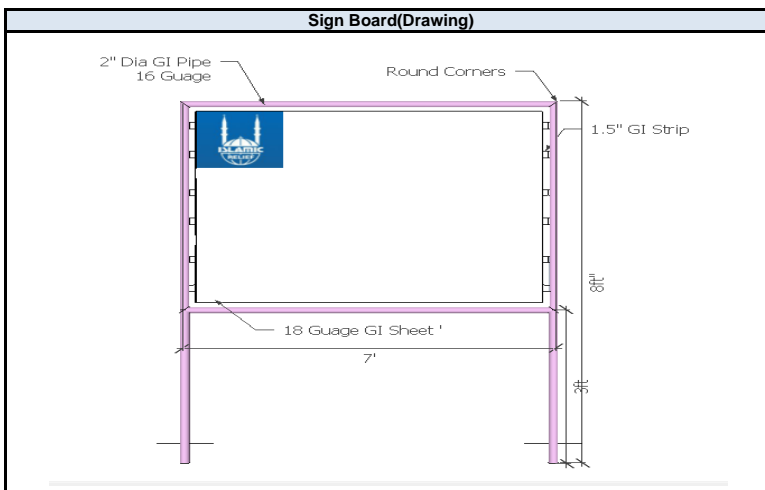 Sign Board(Drawing)
2" Dia GI Pipe
16 Guage
Round Corners
1.5" GI Strip
ISLAMIC
RELIEF
8ft"
18 Guage GI Sheet '
7'
3ft